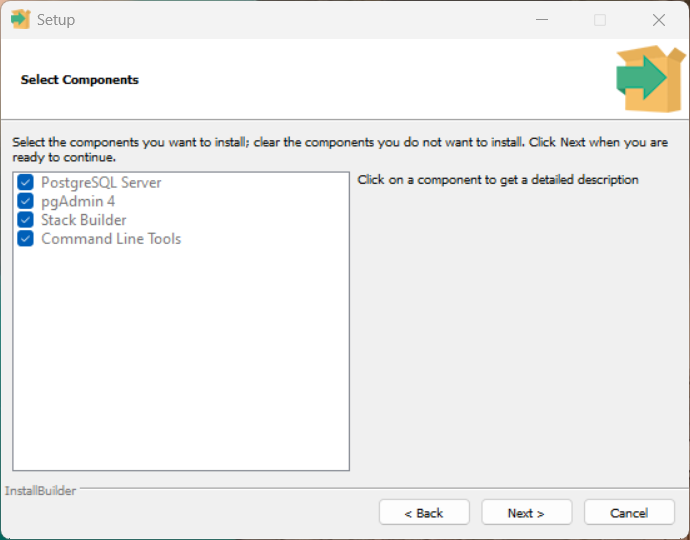 Setup
Select Components
Select the components you want to install; clear the components you do not want to install. Click Next when you are
ready to continue.
PostgreSQL Server
pgAdmin 4
Stack Builder
Command Line Tools
Click on a component to get a detailed description
InstallBuilder
< Back
Next >
Cancel